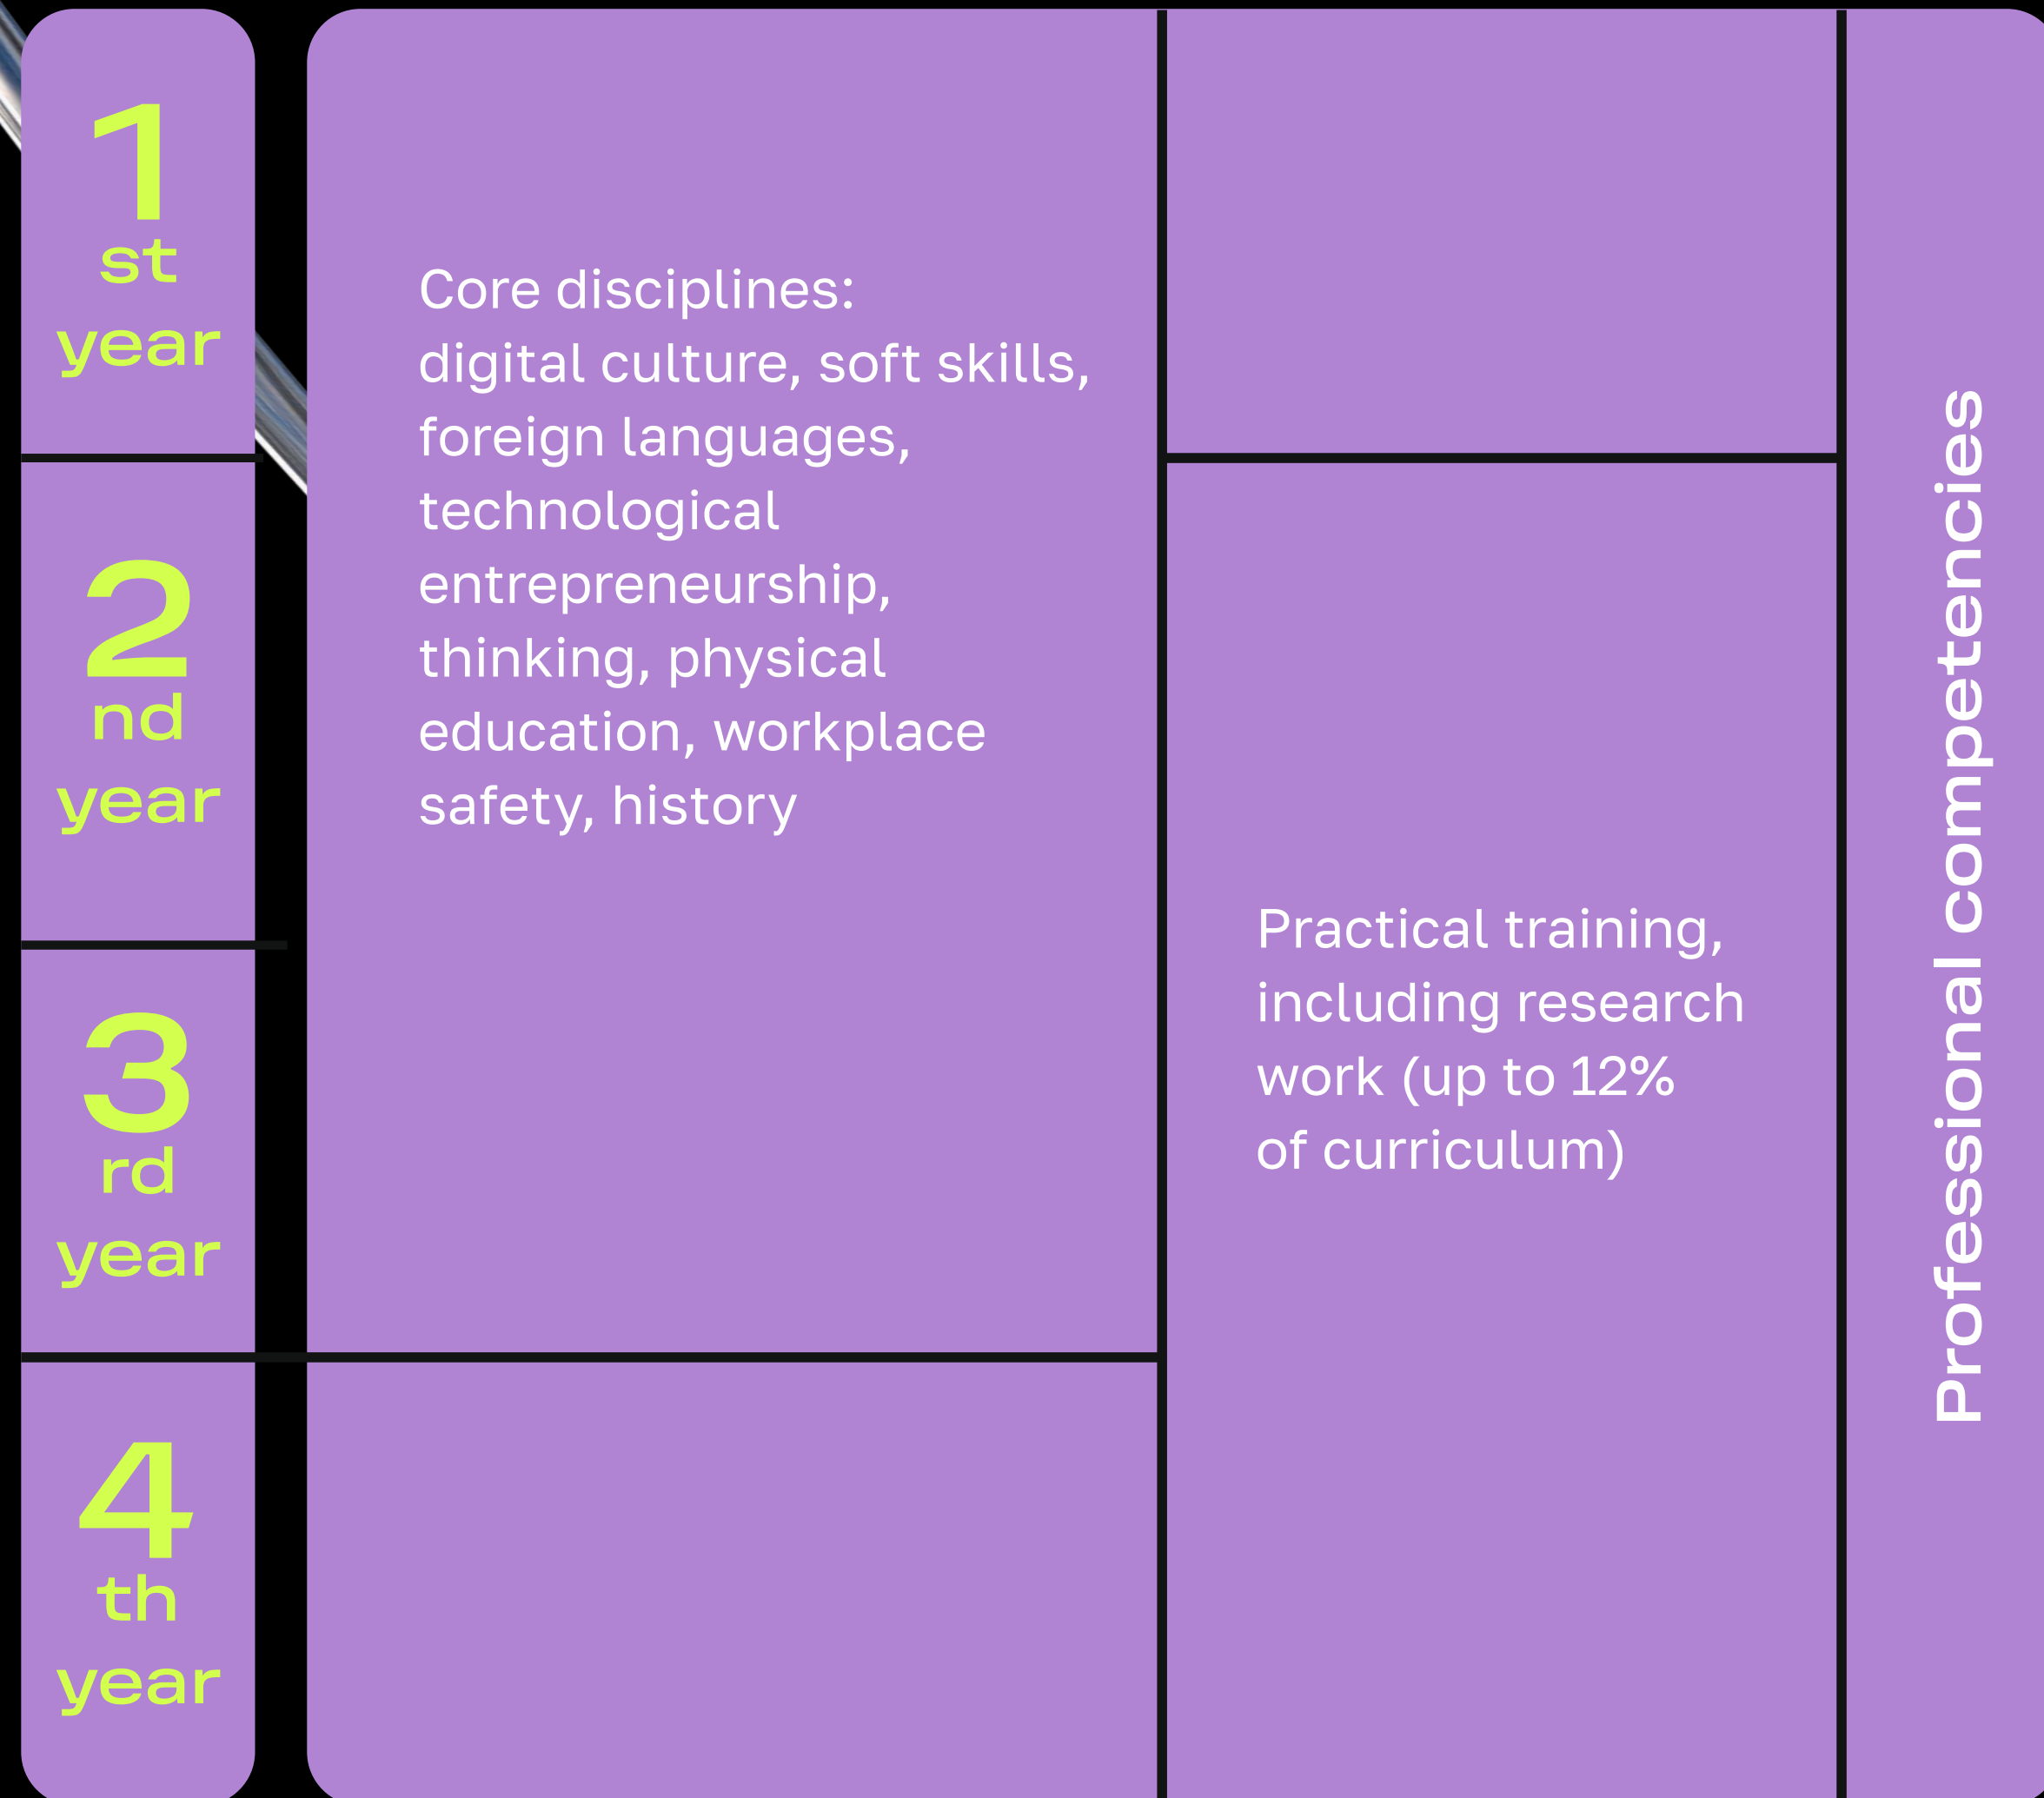 1
st
year
2
nd
year
3
rd
year
4
th
year
Core disciplines:
digital culture, soft skills,
foreign languages,
technological
entrepreneurship,
thinking, physical
education, workplace
safety, history
Practical training,
including research
work (up to 12%
of curriculum)
Professional competencies